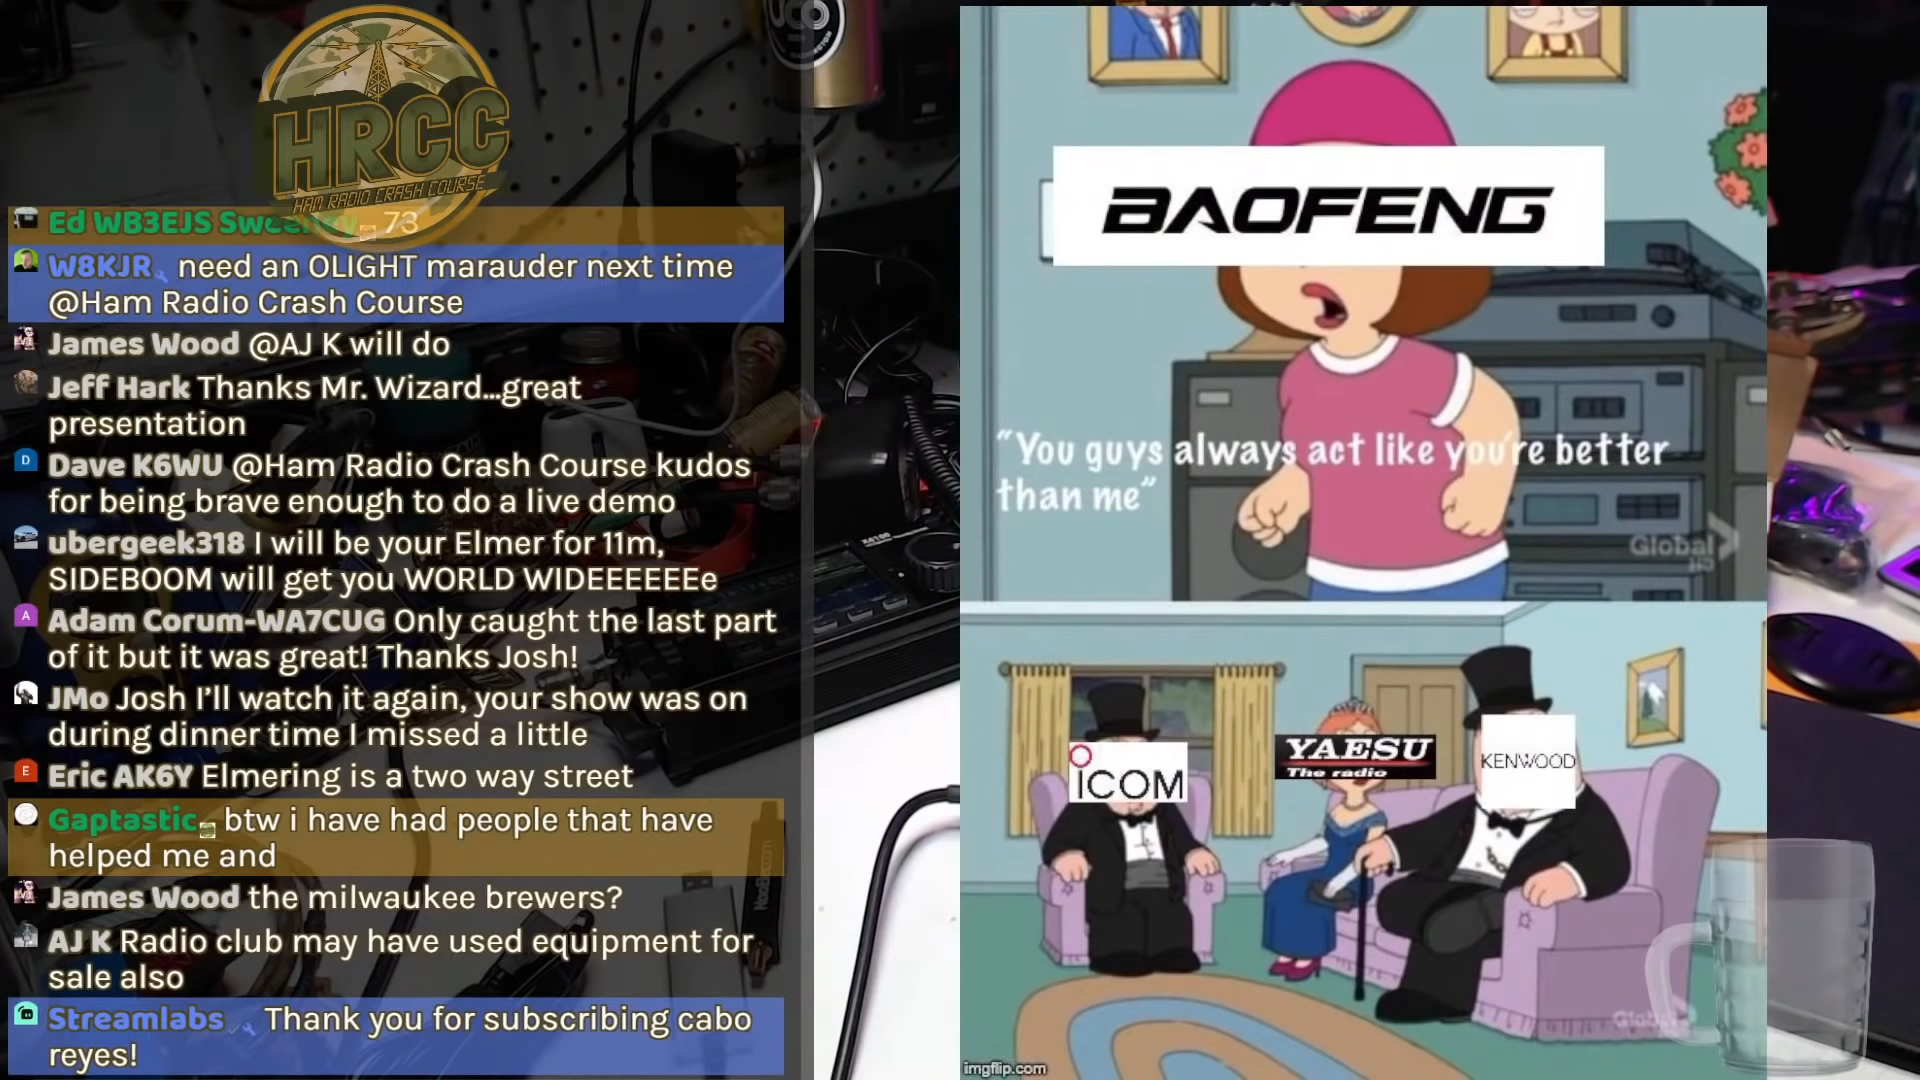 HRCC
HAM RADIO CRASH COURSE
Ed WB3EJS Sweeney 73
W8KJR need an OLIGHT marauder next time
@Ham Radio Crash Course
James Wood @AJ K will do
Jeff Hark Thanks Mr. Wizard...great
presentation
Dave K6WU @Ham Radio Crash Course kudos
for being brave enough to do a live demo
ubergeek318 I will be your Elmer for 11m,
SIDEBOOM will get you WORLD WIDEEEEEEe
Adam Corum-WA7CUG Only caught the last part
of it but it was great! Thanks Josh!
JMo Josh I’ll watch it again, your show was on
during dinner time I missed a little
Eric AK6Y Elmering is a two way street
Gaptastic btw i have had people that have
helped me and
James Wood the milwaukee brewers?
AJ K Radio club may have used equipment for
sale also
Streamlabs Thank you for subscribing cabo
reyes!
BAOFENG
“You guys always act like you're better
than me”
Global
ICOM
YAESU
The radio
KENWOOD
Global
imgflip.com